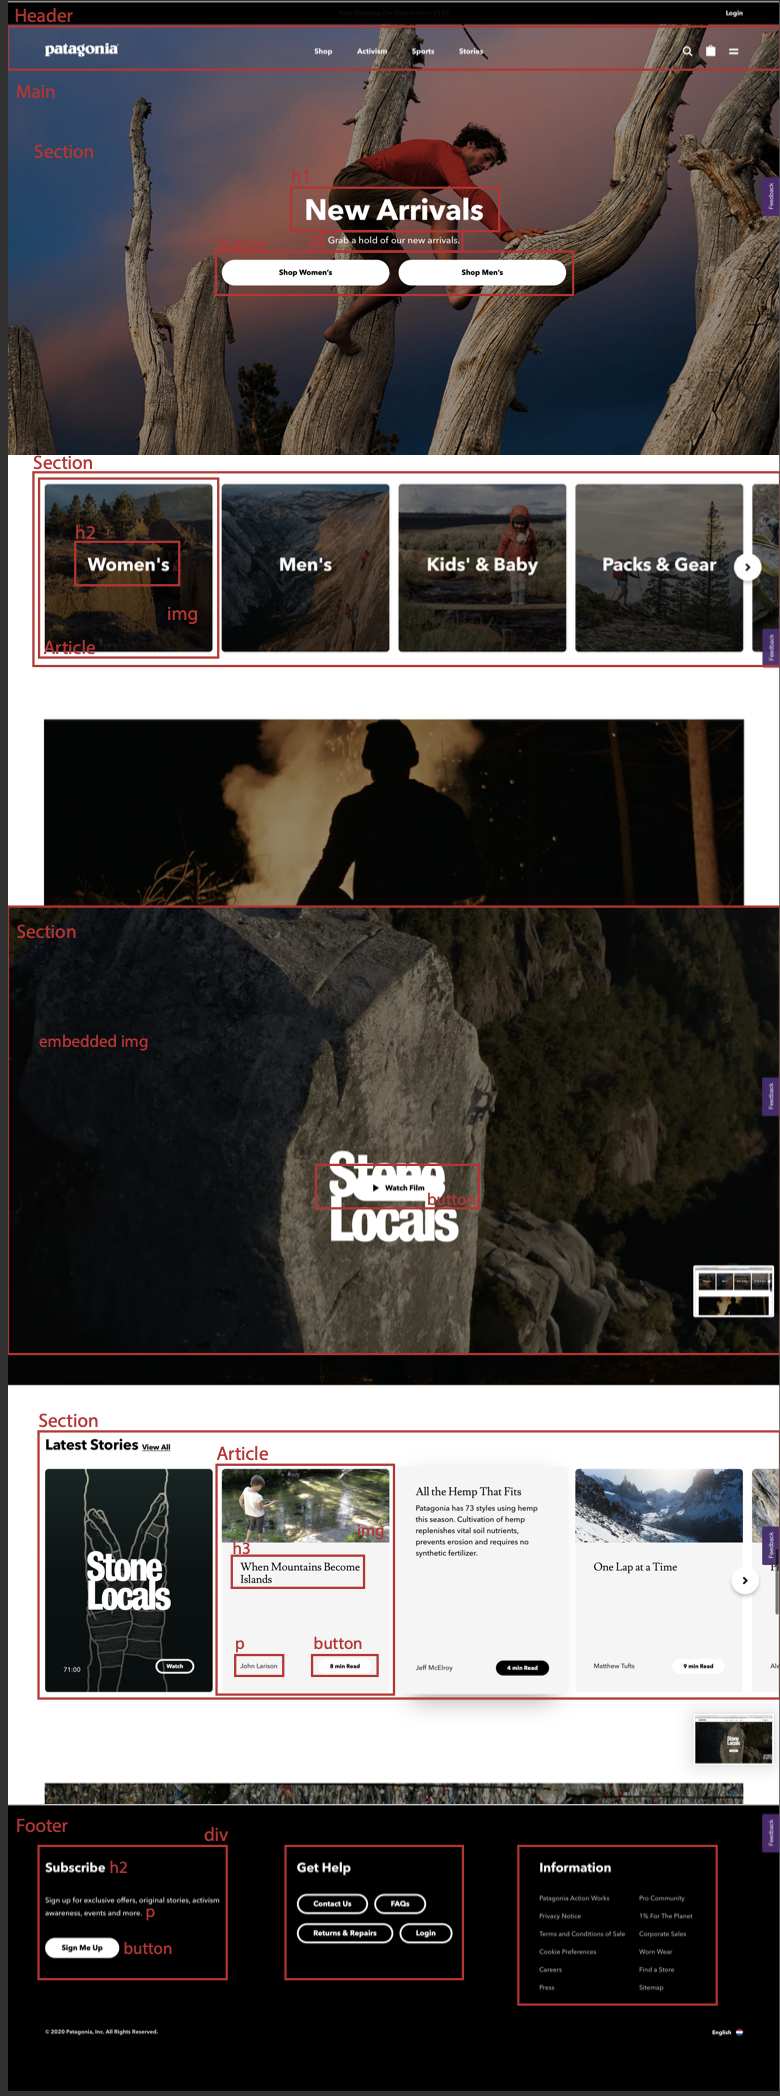 Header
Free Shipping On Orders Over $
Login
patagonia
Shop Activism Sports Stories
Main
Section
h1
New Arrivals
button p Grab a hold of our new arrivals.
Shop Women's Shop Men's
Feedback
Section
h2
Women's Men's Kids' & Baby Packs & Gear
img
Article
Feedback
Section
embedded img
Feedback
Stone
Watch Film
button
Locals
Section
Latest Stories View All
Article
img
All the Hemp That Fits
Patagonia has 73 styles using hemp
this season. Cultivation of hemp
replenishes vital soil nutrients,
prevents erosion and requires no
synthetic fertilizer.
Feedback
h3
When Mountains Become
Islands
One Lap at a Time
Stone
Locals
p button
71:00 Watch
John Larison 8 min Read
Jeff McElroy 4 min Read
Matthew Tufts 9 min Read
Stone
Locals
Footer
div
Feedback
Subscribe h2
Sign up for exclusive offers, original stories, activism
awareness, events and more. p
Sign Me Up button
Get Help
Contact Us FAQs
Returns & Repairs Login
Information
Patagonia Action Works Pro Community
Privacy Notice 1% For The Planet
Terms and Conditions of Sale Corporate Sales
Cookie Preferences Worn Wear
Careers Find a Store
Press Sitemap
© 2020 Patagonia, Inc. All Rights Reserved.
English